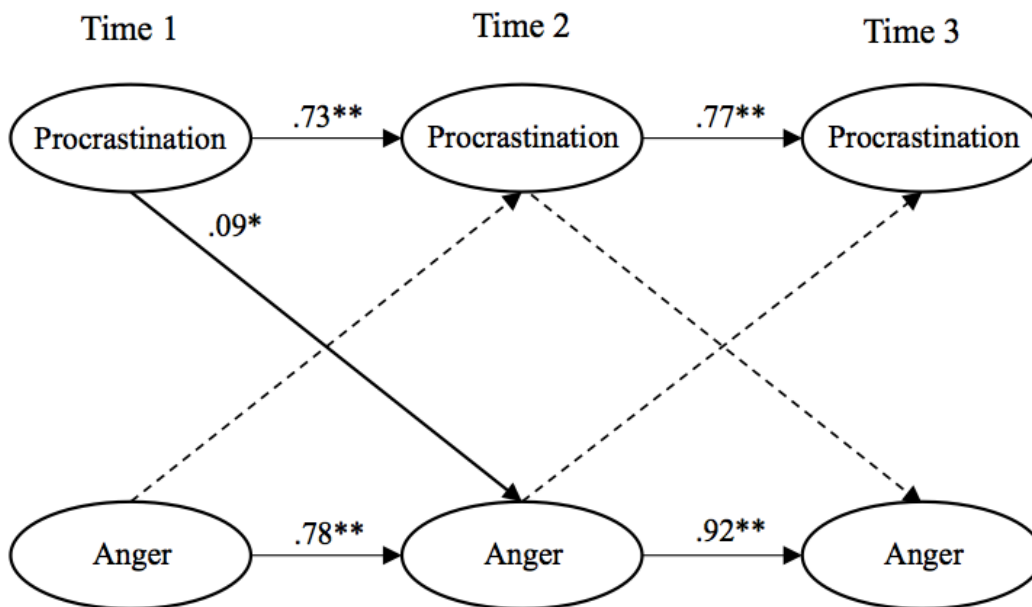 Time 1
Time 2
Time 3
Procrastination
.73**
Procrastination
.77**
Procrastination
.09*
Anger
.78**
Anger
.92**
Anger